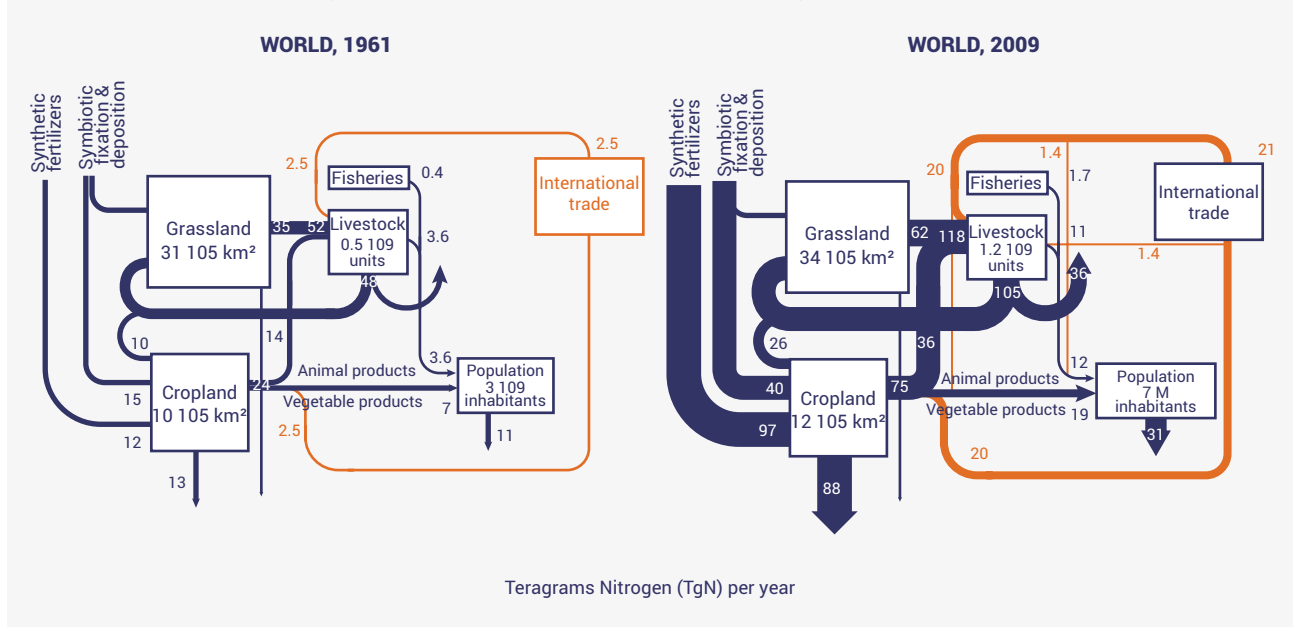 WORLD, 1961
Synthetic
fertilizers
Symbiotic
fixation &
deposition
2.5
2.5
Fisheries
0.4
International
trade
Grassland
31 105 km²
35
52
Livestock
0.5 109
units
3.6
48
10
14
Cropland
10 105 km²
24
15
12
13
Animal products
3.6
Vegetable products
7
2.5
Population
3 109
inhabitants
11
WORLD, 2009
Synthetic
fertilizers
Symbiotic
fixation &
deposition
20
1.4
21
Fisheries
1.7
International
trade
Grassland
34 105 km²
62
118
Livestock
1.2 109
units
11
1.4
36
105
26
36
Cropland
12 105 km²
75
40
97
88
Animal products
12
Vegetable products
19
20
Population
7 M
inhabitants
31
Teragrams Nitrogen (TgN) per year